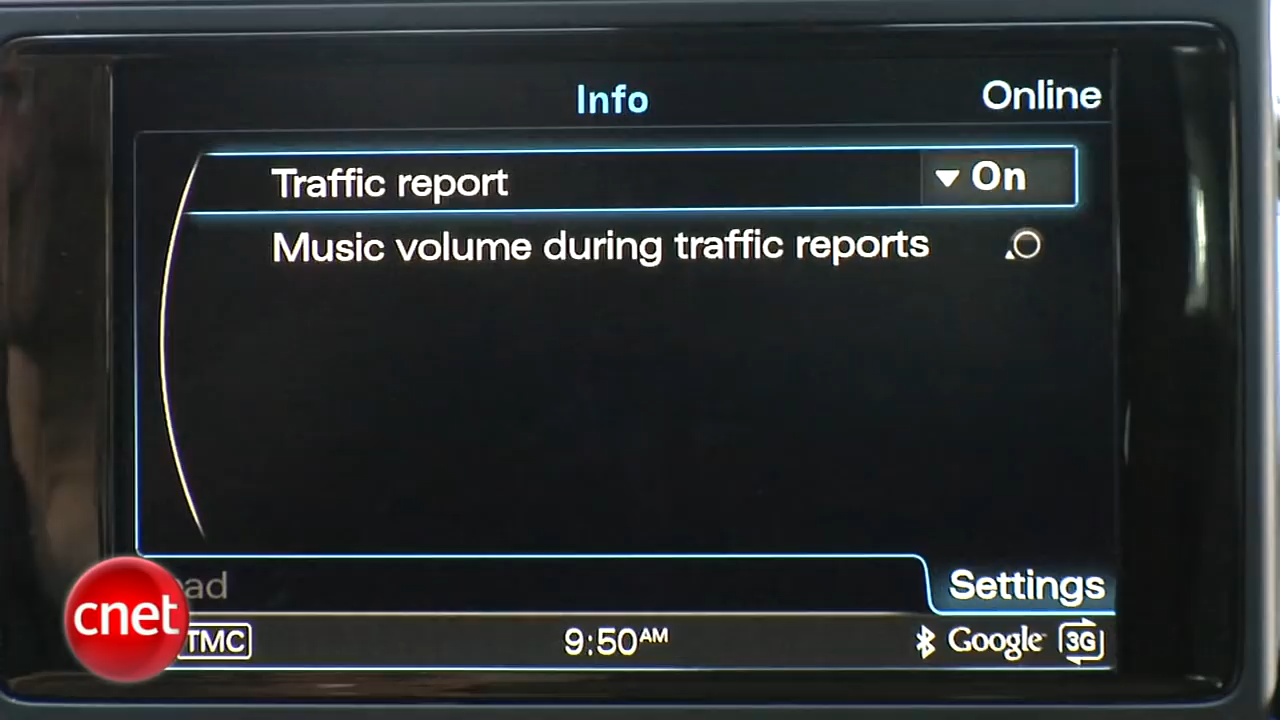 Info
Online
Traffic report
On
Music volume during traffic reports
Settings
cnet
TMC
9:50AM
Google
3G